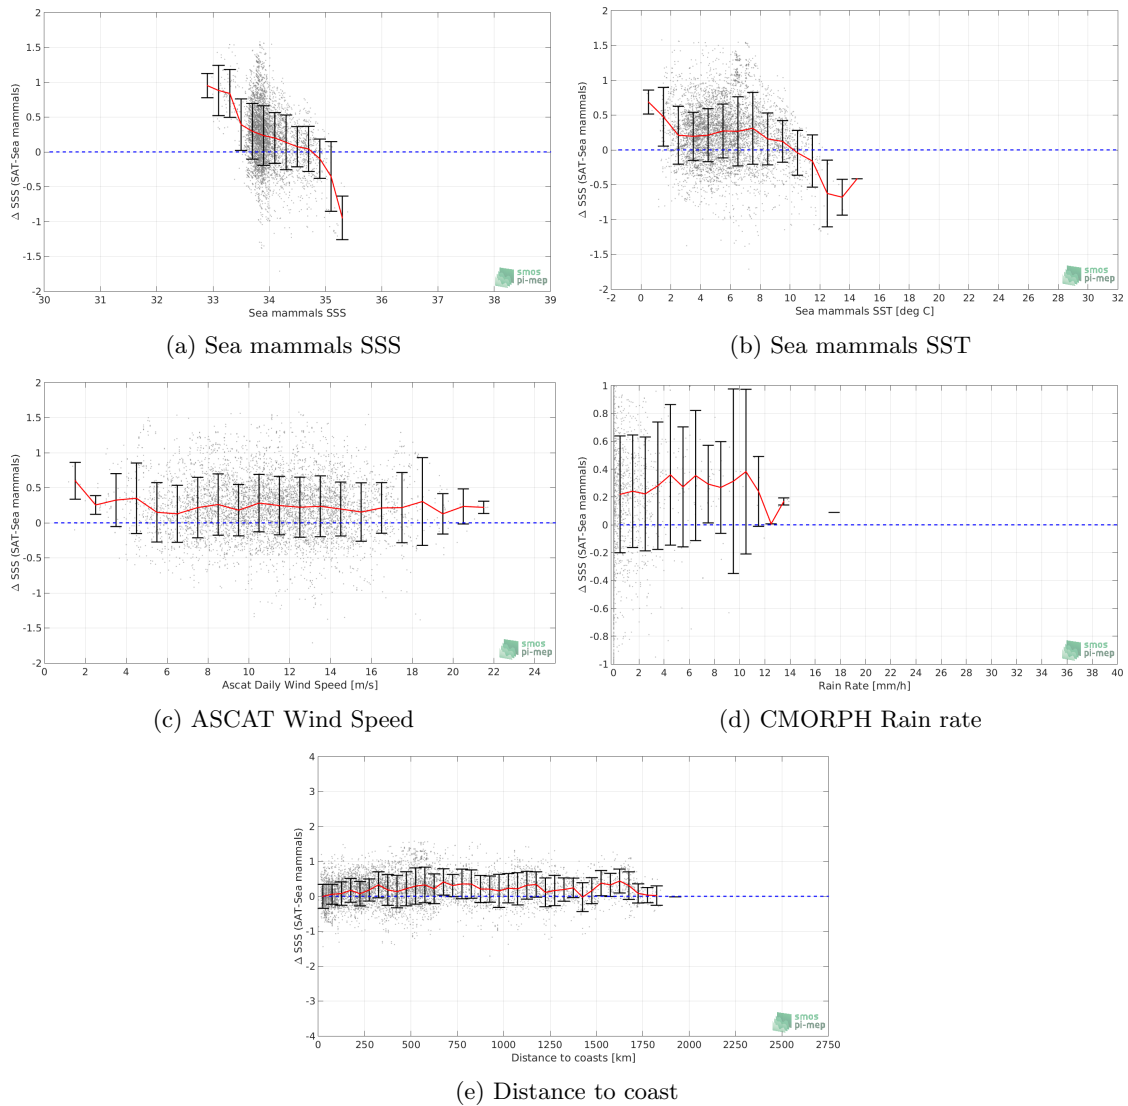 2
1.5
1
0.5
0
-0.5
-1
-1.5
-2
Δ SSS (SAT-Sea mammals)
30 31 32 33 34 35 36 37 38 39
Sea mammals SSS
smos
pi-mep
(a) Sea mammals SSS
2
1.5
1
0.5
0
-0.5
-1
-1.5
-2
Δ SSS (SAT-Sea mammals)
-2 0 2 4 6 8 10 12 14 16 18 20 22 24 26 28 30 32
Sea mammals SST [deg C]
smos
pi-mep
(b) Sea mammals SST
2
1.5
1
0.5
0
-0.5
-1
-1.5
-2
Δ SSS (SAT-Sea mammals)
0 2 4 6 8 10 12 14 16 18 20 22 24
Ascat Daily Wind Speed [m/s]
smos
pi-mep
(c) ASCAT Wind Speed
1
0.8
0.6
0.4
0.2
0
-0.2
-0.4
-0.6
-0.8
-1
Δ SSS (SAT-Sea mammals)
0 2 4 6 8 10 12 14 16 18 20 22 24 26 28 30 32 34 36 38 40
Rain Rate [mm/h]
smos
pi-mep
(d) CMORPH Rain rate
4
3
2
1
0
-1
-2
-3
-4
Δ SSS (SAT-Sea mammals)
0 250 500 750 1000 1250 1500 1750 2000 2250 2500 2750
Distance to coasts [km]
smos
pi-mep
(e) Distance to coast